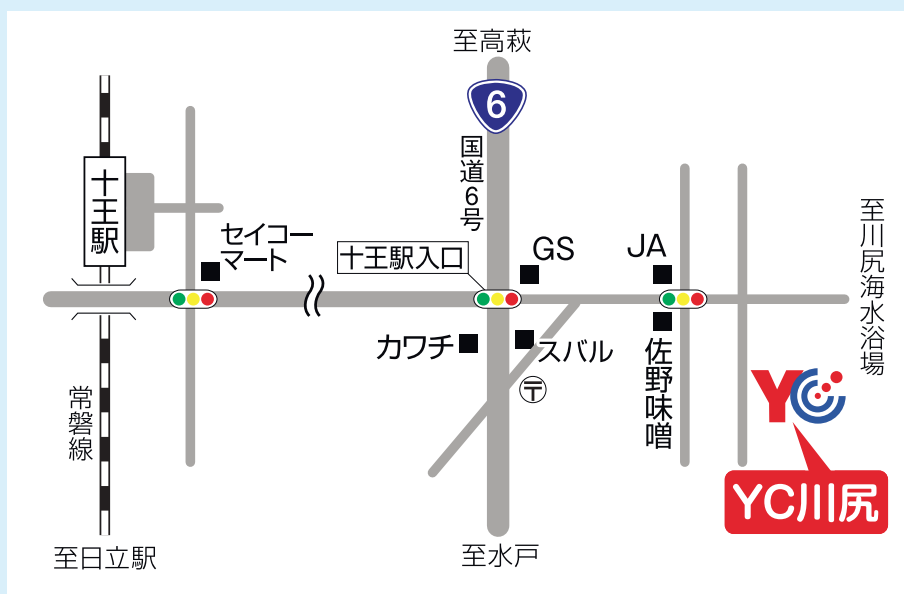 至高萩
6
国道6号
十王駅
セイコー
マート
十王駅入口
GS
JA
至川尻海水浴場
カワチ
スバル
〒
佐野味噌
常磐線
YC
YC川尻
至日立駅
至水戸